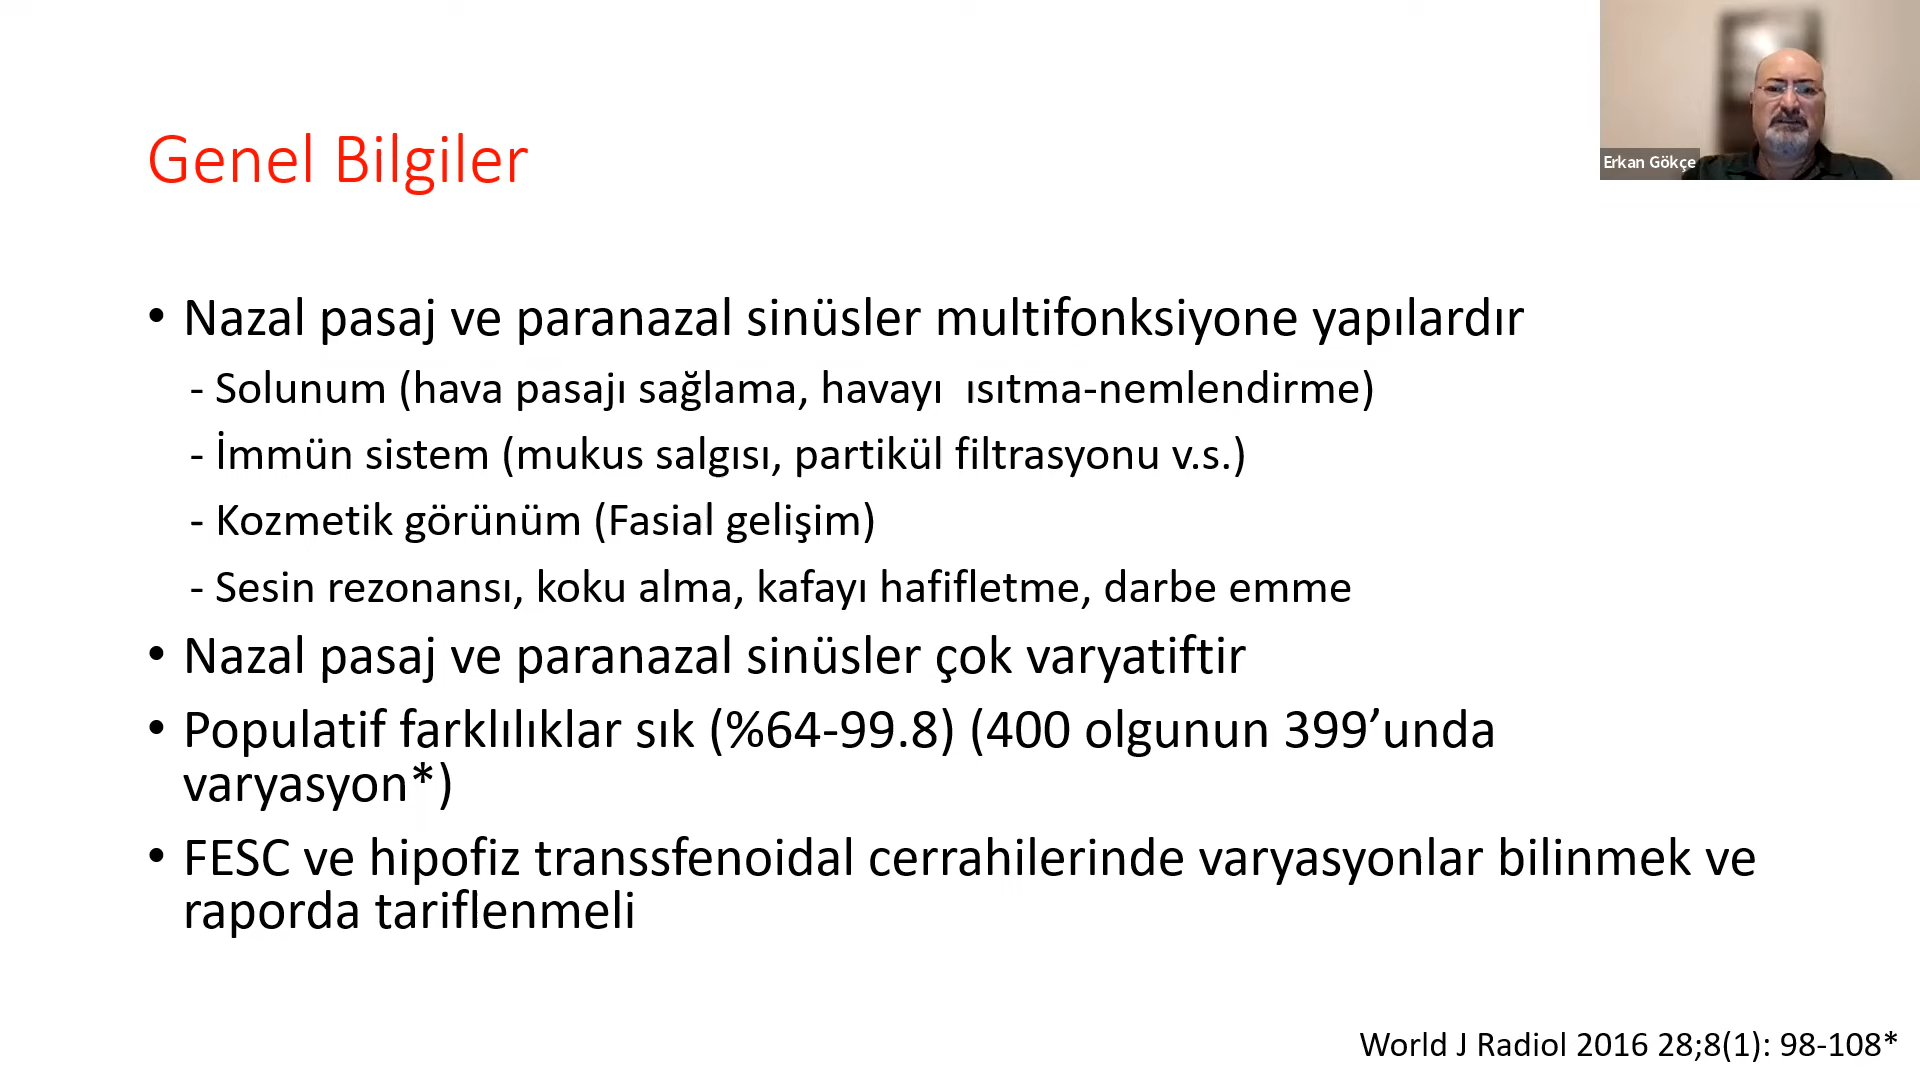 Erkan Gökçe
Genel Bilgiler
• Nazal pasaj ve paranazal sinüsler multifonksiyone yapılardır
- Solunum (hava pasajı sağlama, havayı  ısıtma-nemlendirme)
- İmmün sistem (mukus salgısı, partikül filtrasyonu v.s.)
- Kozmetik görünüm (Fasial gelişim)
- Sesin rezonansı, koku alma, kafayı hafifletme, darbe emme
• Nazal pasaj ve paranazal sinüsler çok varyatiftir
• Populatif farklılıklar sık (%64-99.8) (400 olgunun 399’unda
varyasyon*)
• FESC ve hipofiz transsfenoidal cerrahilerinde varyasyonlar bilinmek ve
raporda tariflenmeli
World J Radiol 2016 28;8(1): 98-108*